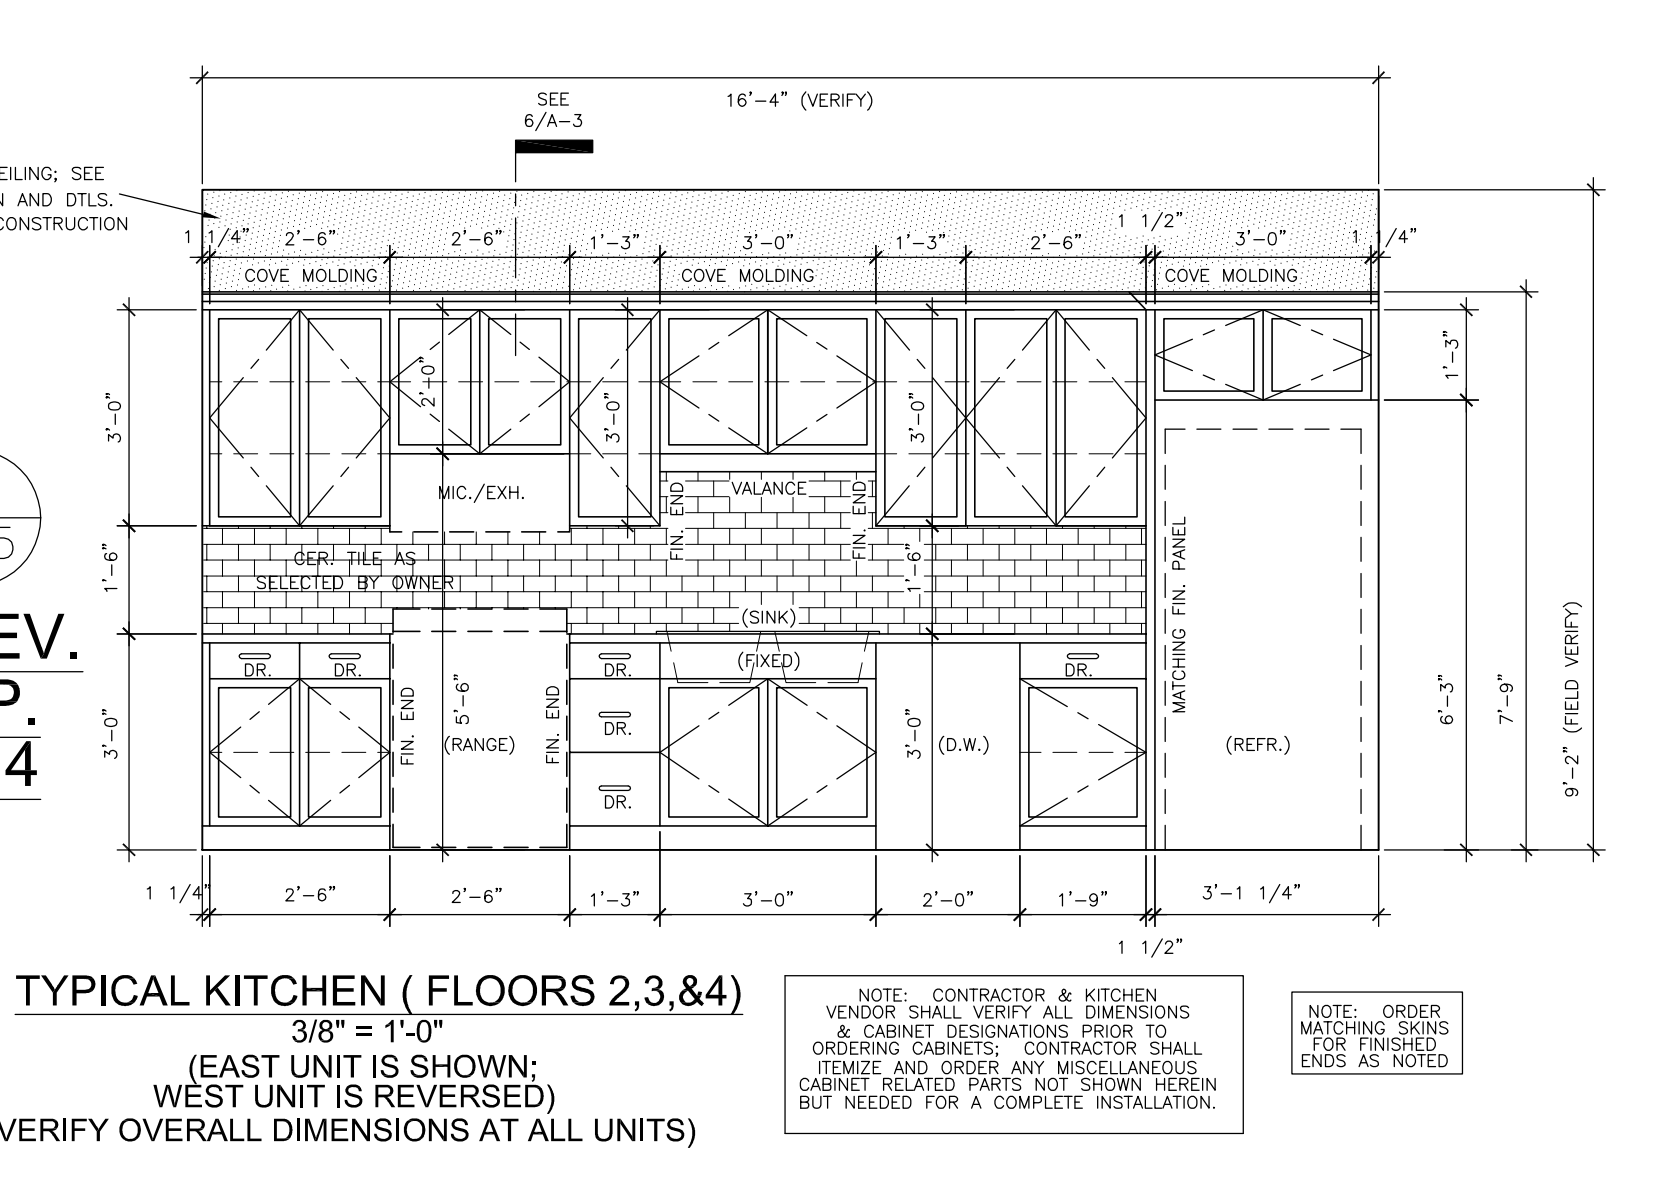 16'-4" (VERIFY)
SEE
6/A-3
EILING; SEE
N AND DTLS.
CONSTRUCTION
1 1/4" 2'-6" 2'-6" 1'-3" 3'-0" 1'-3" 2'-6" 1 1/2" 3'-0" 1 1/4"
COVE MOLDING COVE MOLDING COVE MOLDING
3'-0" 2'-0" 3'-0" 3'-0" 1'-3"
MIC./EXH.
FIN. END
VALANCE
FIN. END
5
CER. TILE AS
SELECTED BY OWNER
1'-6" 1'-6"
MATCHING FIN. PANEL
(SINK)
(FIXED)
EV.
P.
4
DR. DR. DR. DR.
FIN. END
5'-6"
(RANGE)
FIN. END
DR.
DR.
3'-0" 3'-0"
(D.W.)
(REFR.)
6'-3"
7'-9"
9'-2" (FIELD VERIFY)
1 1/4" 2'-6" 2'-6" 1'-3" 3'-0" 2'-0" 1'-9" 3'-1 1/4"
1 1/2"
TYPICAL KITCHEN ( FLOORS 2,3,&4)
3/8" = 1'-0"
(EAST UNIT IS SHOWN;
WEST UNIT IS REVERSED)
VERIFY OVERALL DIMENSIONS AT ALL UNITS)
NOTE: CONTRACTOR & KITCHEN
VENDOR SHALL VERIFY ALL DIMENSIONS
& CABINET DESIGNATIONS PRIOR TO
ORDERING CABINETS; CONTRACTOR SHALL
ITEMIZE AND ORDER ANY MISCELLANEOUS
CABINET RELATED PARTS NOT SHOWN HEREIN
BUT NEEDED FOR A COMPLETE INSTALLATION.
NOTE: ORDER
MATCHING SKINS
FOR FINISHED
ENDS AS NOTED